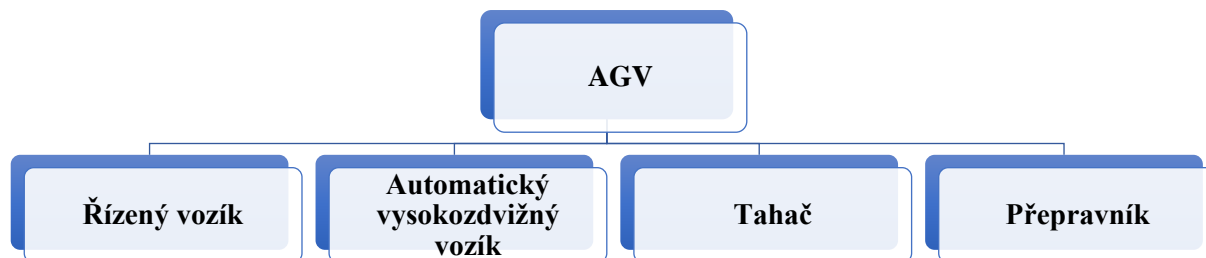 AGV
Řízený vozík
Automatický
vysokozdvižný
vozík
Tahač
Přepravník